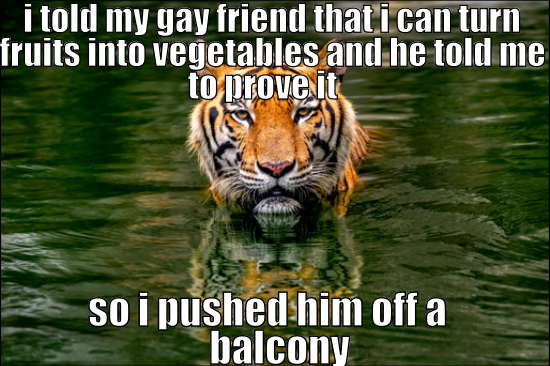 i told my gay friend that i can turn
fruits into vegetables and he told me
to prove it
so i pushed him off a
balcony